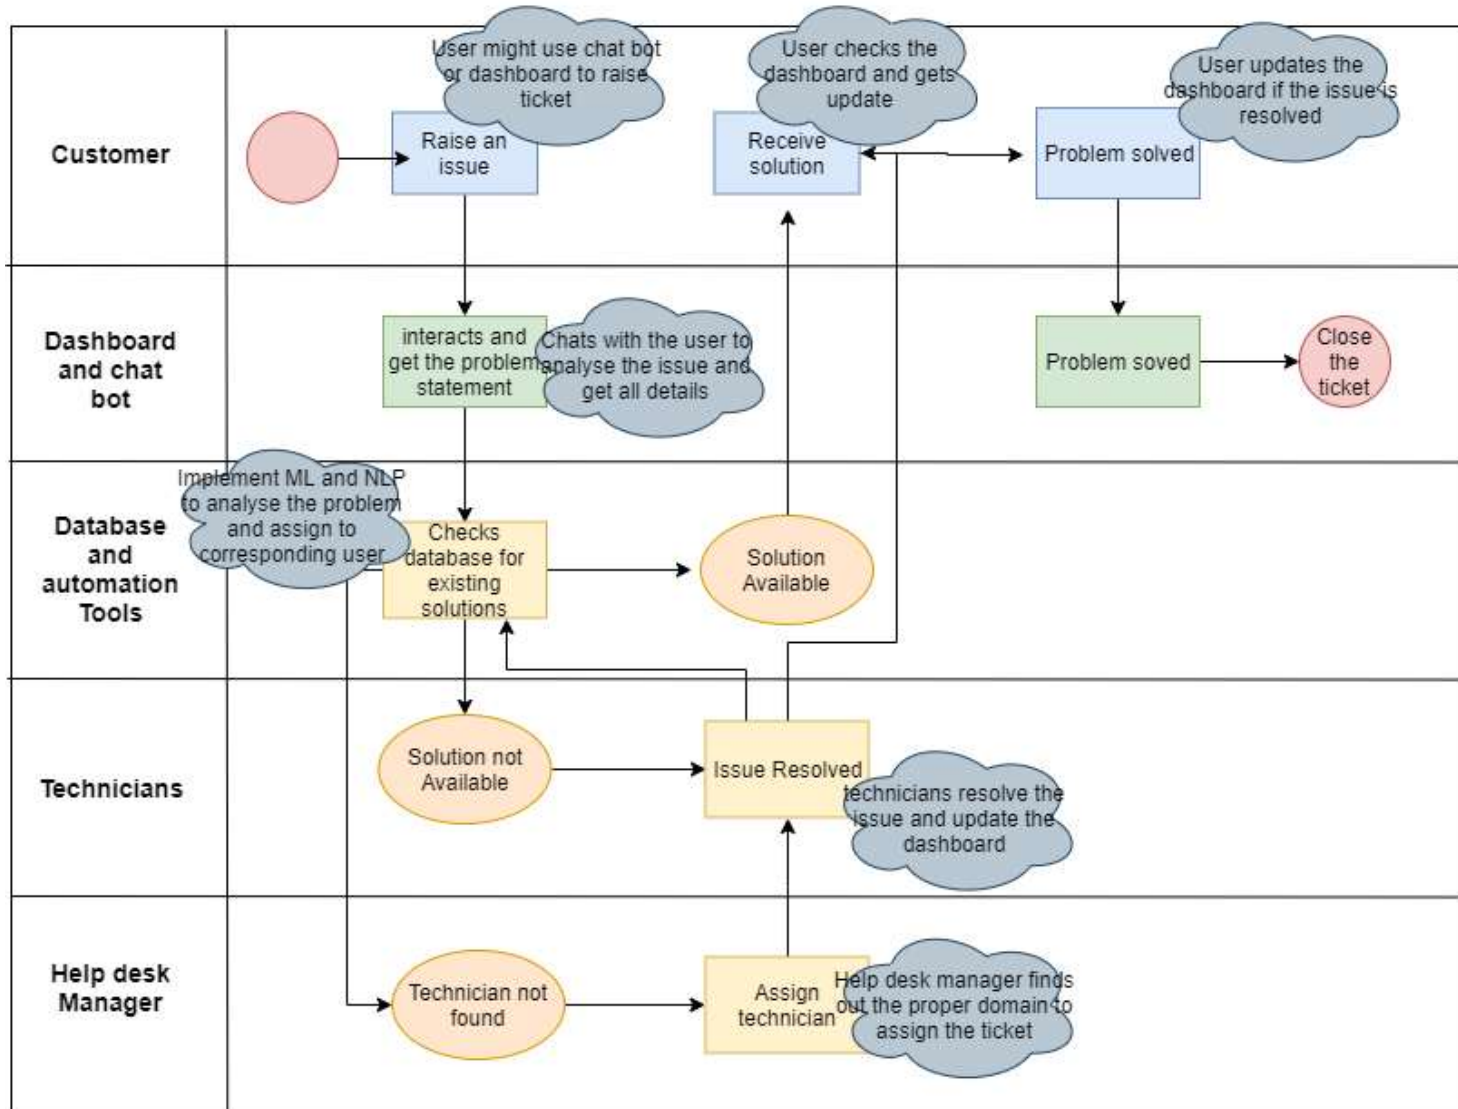 User might use chat bot
or dashboard to raise
ticket
User checks the
dashboard and gets
update
User updates the
dashboard if the issue is
resolved
Customer
Raise an
issue
Receive
solution
Problem solved
Dashboard
and chat
bot
interacts and
get the problem
statement
Chats with the user to
analyse the issue and
get all details
Problem soved
Close
the
ticket
Implement ML and NLP
to analyse the problem
and assign to
corresponding user
Database
and
automation
Tools
Checks
database for
existing
solutions
Solution
Available
Technicians
Solution not
Available
Issue Resolved
technicians resolve the
issue and update the
dashboard
Help desk
Manager
Technician not
found
Assign
technician
Help desk manager finds
out the proper domain to
assign the ticket